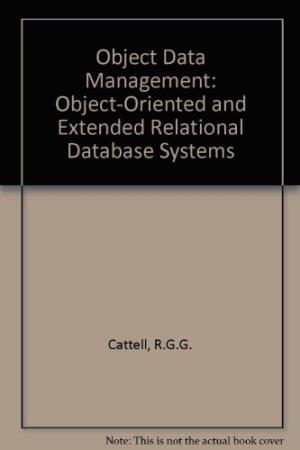 Object Data
Management:
Object-Oriented and
Extended Relational
Database Systems
Cattell, R.G.G.
Note: This is not the actual book cover